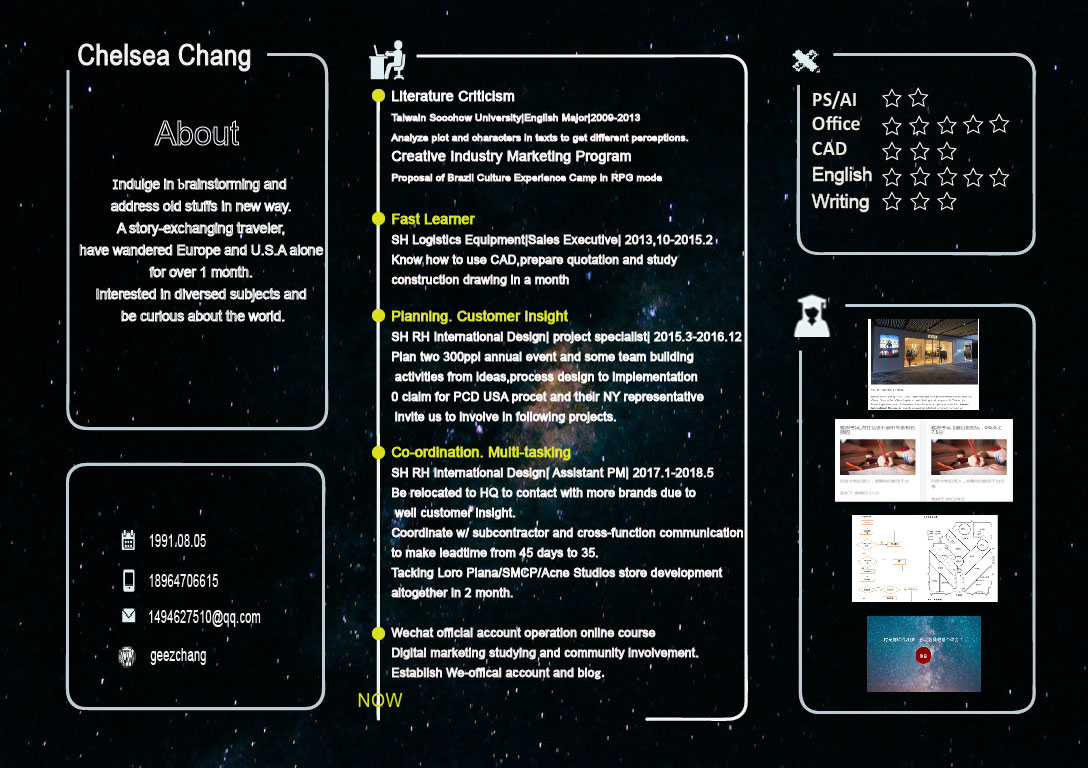 Chelsea Chang
About
Indulge in brainstorming and
address old stuffs in new way.
A story-exchanging traveler,
have wandered Europe and U.S.A alone
for over 1 month.
Interested in diversed subjects and
be curious about the world.
1991.08.05
18964706615
1494627510@qq.com
geezchang
Literature Criticism
Taiwain Soochow University|English Major|2009-2013
Analyze plot and characters in texts to get different perceptions.
Creative Industry Marketing Program
Proposal of Brazil Culture Experience Camp in RPG mode
Fast Learner
SH Logistics Equipment|Sales Executive| 2013,10-2015.2
Know how to use CAD,prepare quotation and study
construction drawing in a month
Planning. Customer Insight
SH RH International Design| project specialist| 2015.3-2016.12
Plan two 300ppl annual event and some team building
activities from ideas,process design to implementation
0 claim for PCD USA procet and their NY representative
invite us to involve in following projects.
Co-ordination. Multi-tasking
SH RH International Design| Assistant PM| 2017.1-2018.5
Be relocated to HQ to contact with more brands due to
well customer insight.
Coordinate w/ subcontractor and cross-function communication
to make leadtime from 45 days to 35.
Tacking Loro Piana/SMCP/Acne Studios store development
altogether in 2 month.
Wechat official account operation online course
Digital marketing studying and community involvement.
Establish We-offical account and blog.
NOW
PS/AI
Office
CAD
English
Writing